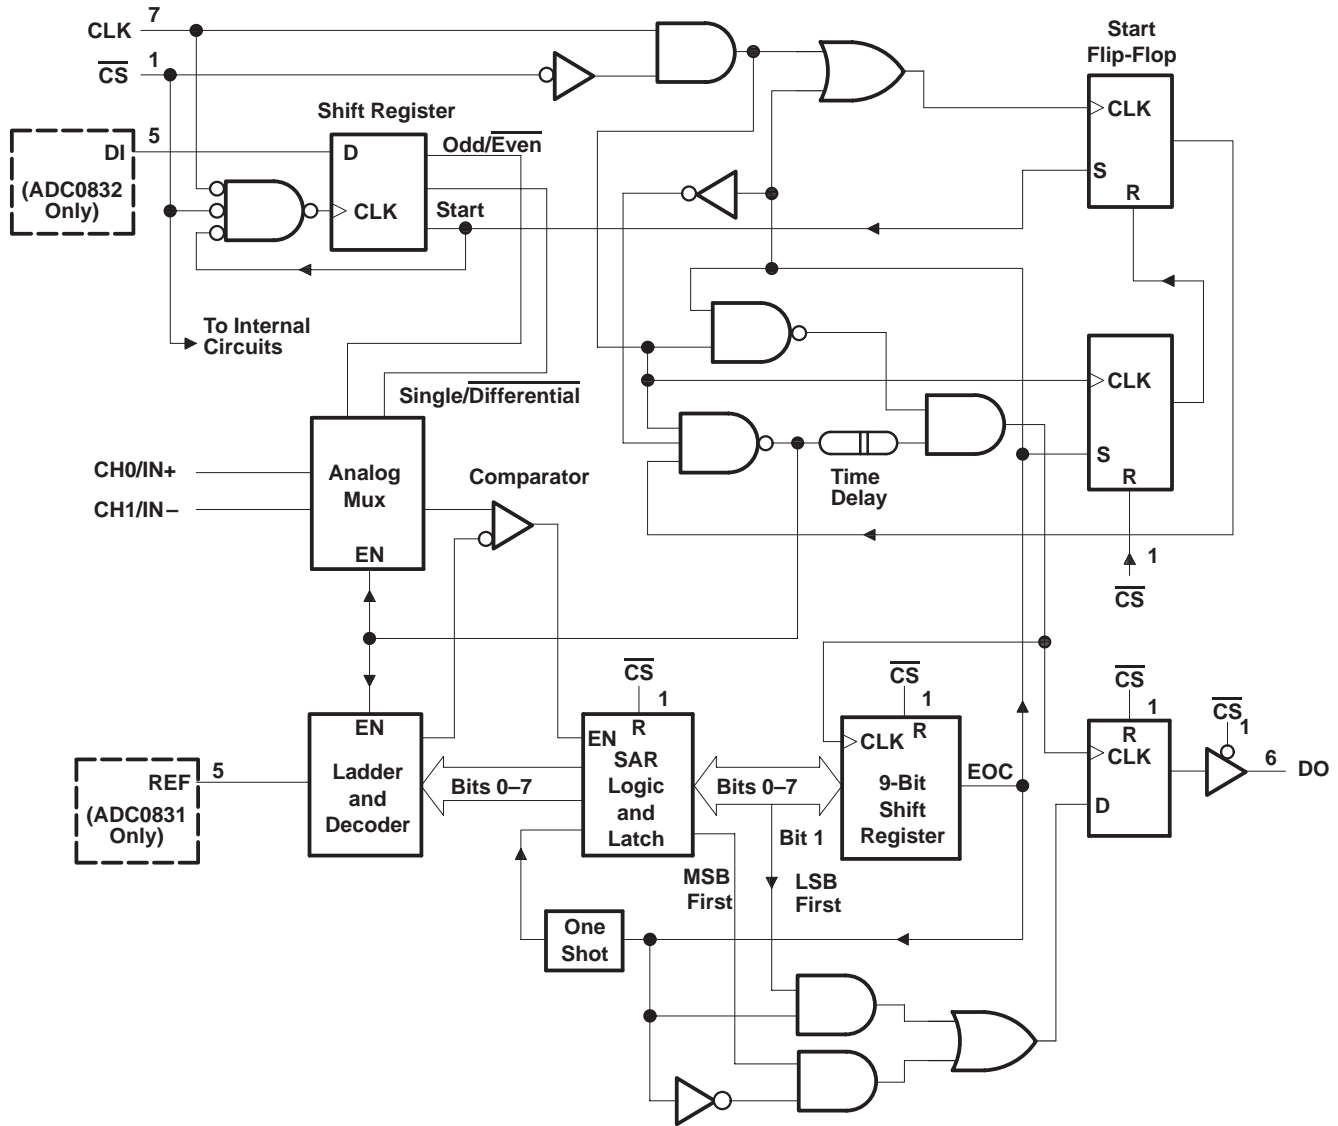 CLK
7
CS
1
Start
Flip-Flop
CLK
S
R
Shift Register
DI
5
(ADC0832
Only)
D
CLK
Odd/Even
Start
To Internal
Circuits
Single/Differential
CLK
S
R
1
CS
CH0/IN+
CH1/IN–
Analog
Mux
EN
Comparator
Time
Delay
REF
5
(ADC0831
Only)
EN
Ladder
and
Decoder
Bits 0–7
CS
1
R
EN
SAR
Logic
and
Latch
Bits 0–7
CS
1
R
CLK
9-Bit
Shift
Register
EOC
CS
1
R
CLK
D
CS
1
6
DO
Bit 1
MSB
First
LSB
First
One
Shot